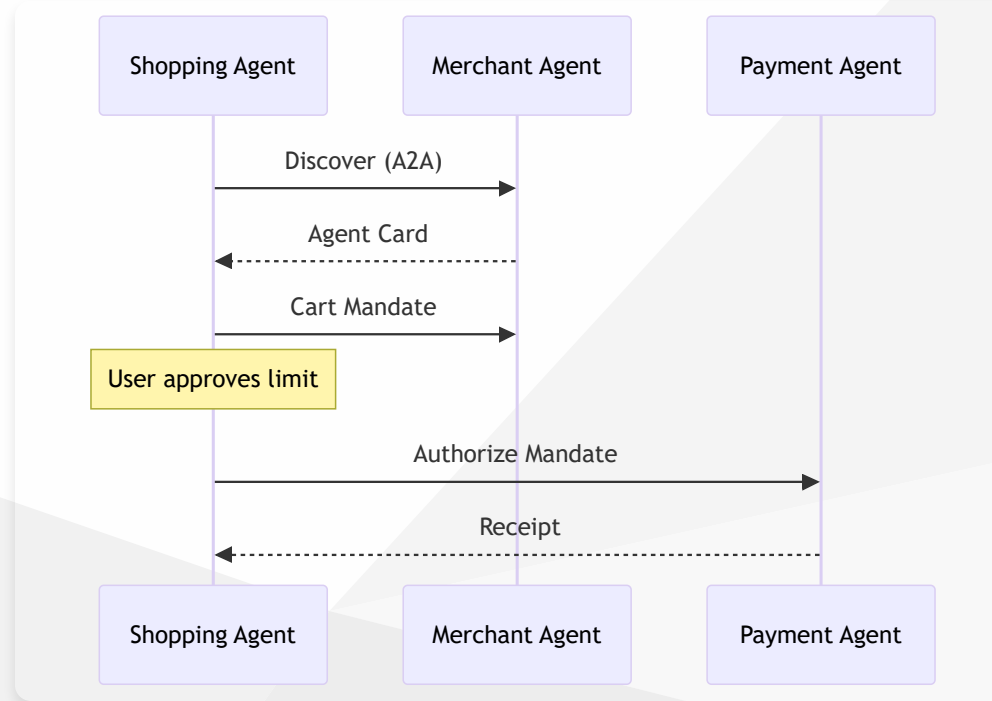 Shopping Agent
Merchant Agent
Payment Agent
Discover (A2A)
Agent Card
Cart Mandate
User approves limit
Authorize Mandate
Receipt
Shopping Agent
Merchant Agent
Payment Agent